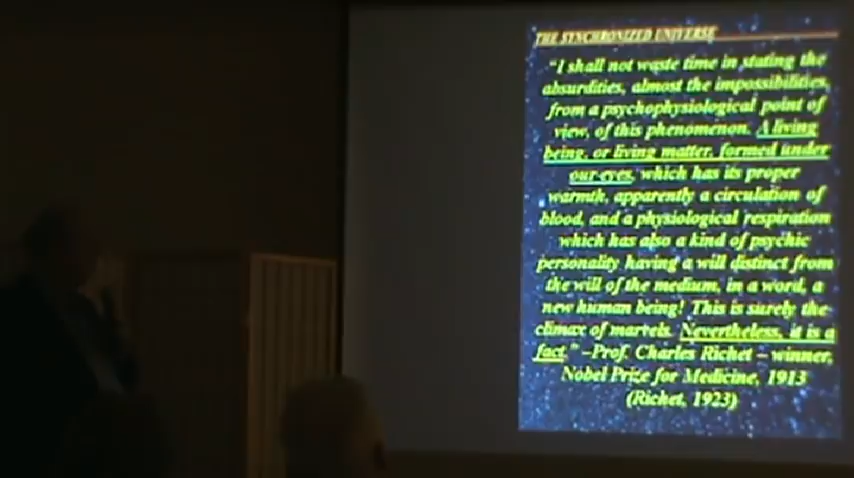 THE SYNCHRONIZED UNIVERSE
"I shall not waste time in stating the
absurdities, almost the impossibilities,
from a psychophysiological point of
view, of this phenomenon. A living
being, or living matter, formed under
our eyes, which has its proper
warmth, apparently a circulation of
blood, and a physiological respiration
which has also a kind of psychic
personality having a will distinct from
the will of the medium, in a word, a
new human being! This is surely the
climax of marvels. Nevertheless, it is a
fact." –Prof. Charles Richet – winner,
Nobel Prize for Medicine, 1913
(Richet, 1923)